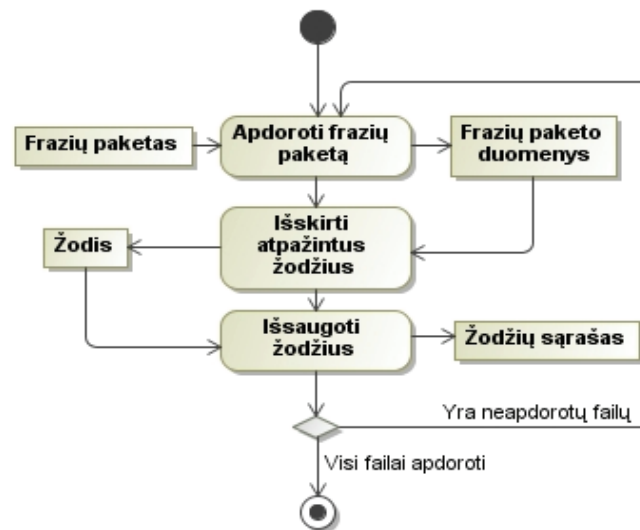 Frazių paketas
Apdoroti frazių
paketą
Frazių paketo
duomenys
Išskirti
atpažintus
žodžius
Žodis
Išsaugoti
žodžius
Žodžių sąrašas
Yra neapdorotų failų
Visi failai apdoroti